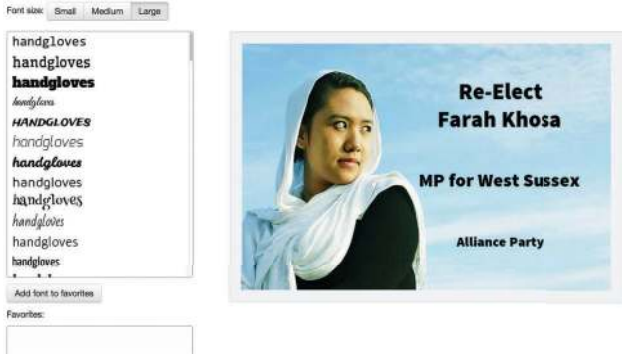 Font size: Small Medium Large
handgloves
handgloves
handgloves
handgloves
HANDGLOVES
handgloves
handgloves
handgloves
handgloves
handgloves
handgloves
handgloves
Add font to favorites
Favorites:
Re-Elect
Farah Khosa
MP for West Sussex
Alliance Party